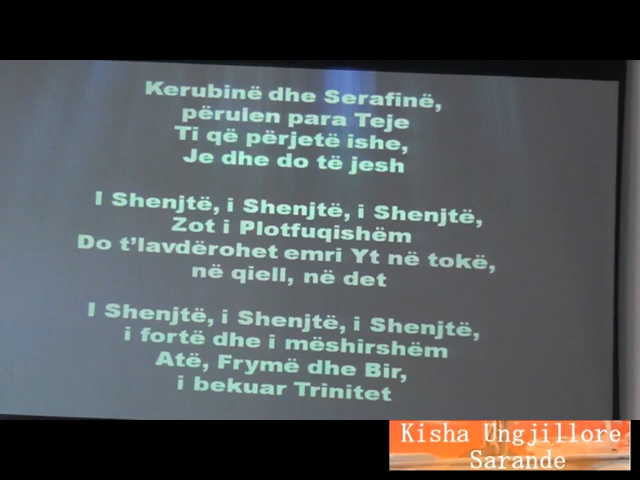 Kerubinë dhe Serafinë,
përulen para Teje
Ti që përjetë ishe,
Je dhe do të jesh
I Shenjtë, i Shenjtë, i Shenjtë,
Zot i Plotfuqishëm
Do t'lavdërohet emri Yt në tokë,
në qiell, në det
I Shenjtë, i Shenjtë, i Shenjtë,
i fortë dhe i mëshirshëm
Atë, Frymë dhe Bir,
i bekuar Trinitet
Kisha Ungjillore
Sarande